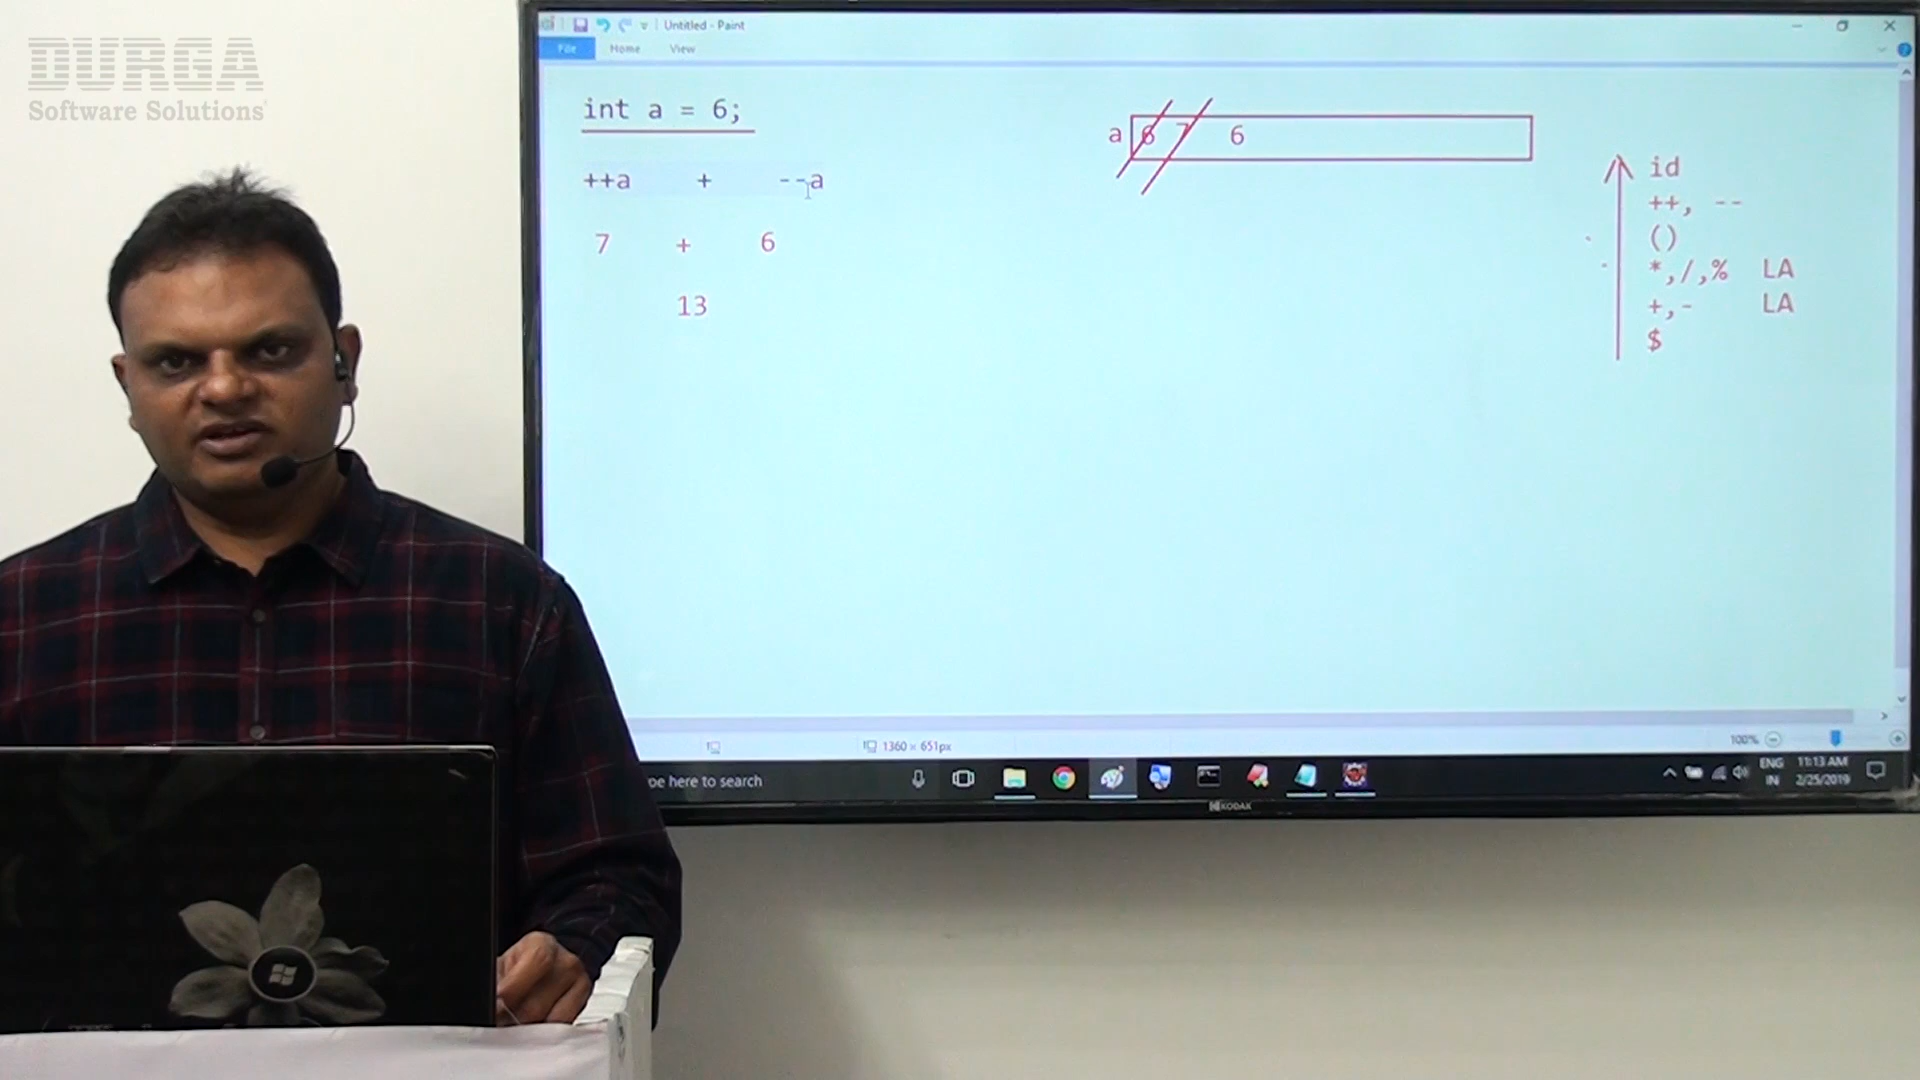 DURGA
Software Solutions
Untitled - Paint
File Home View
int a = 6;
++a + --a
7 + 6
13
a 6 7 6
id
++, --
()
*,/,% LA
+,- LA
$
1360 × 651px
100%
pe here to search
ENG 11:13 AM
IN 2/25/2019
KODAK